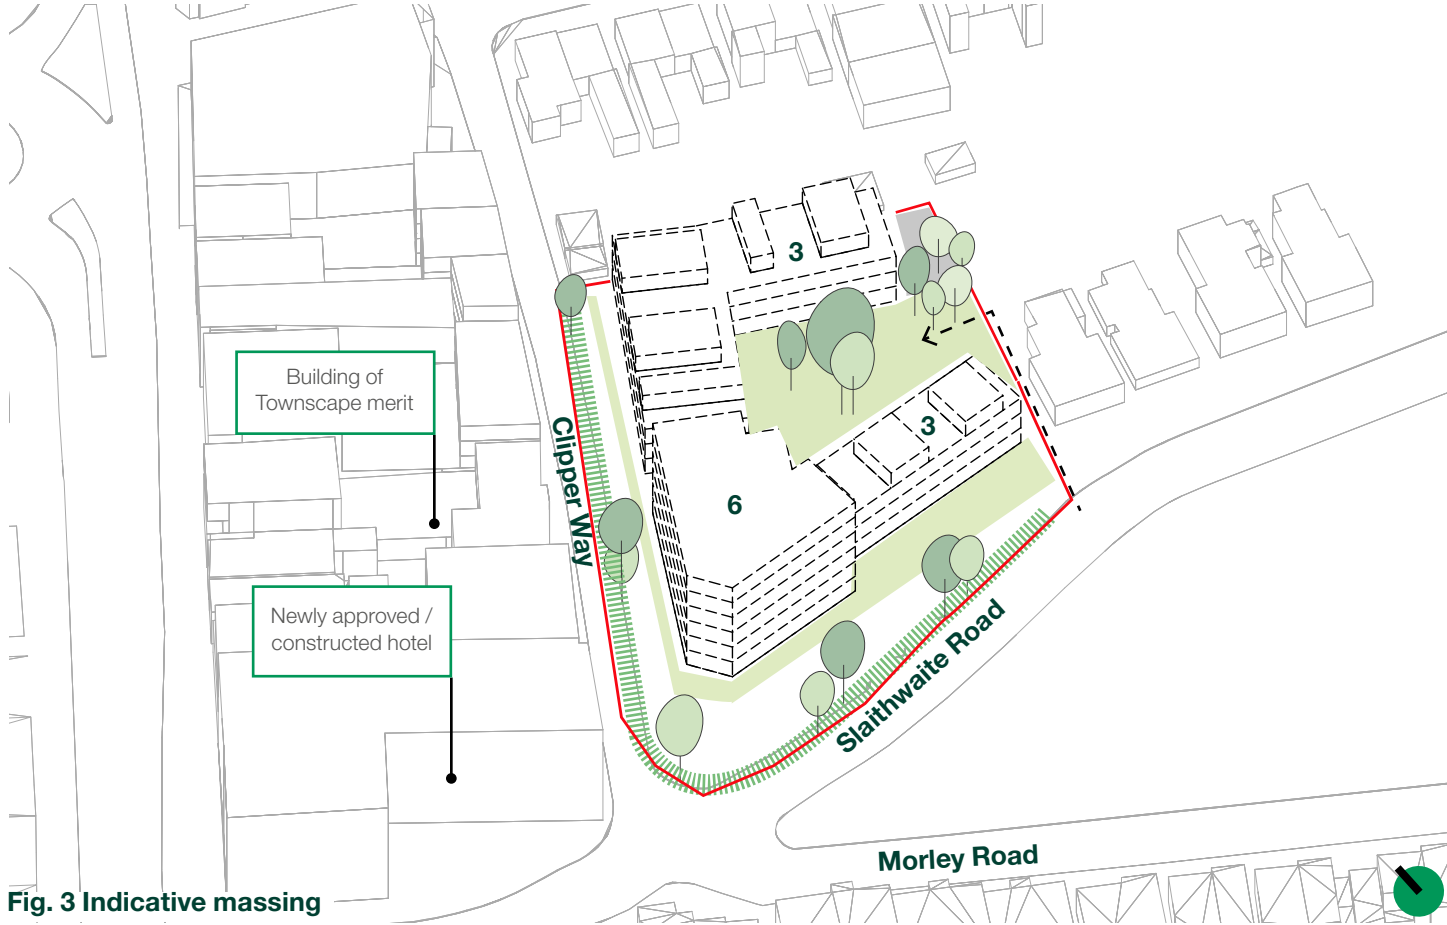 3
3
6
Building of
Townscape merit
Clipper Way
Newly approved /
constructed hotel
Slaithwaite Road
Morley Road
Fig. 3 Indicative massing